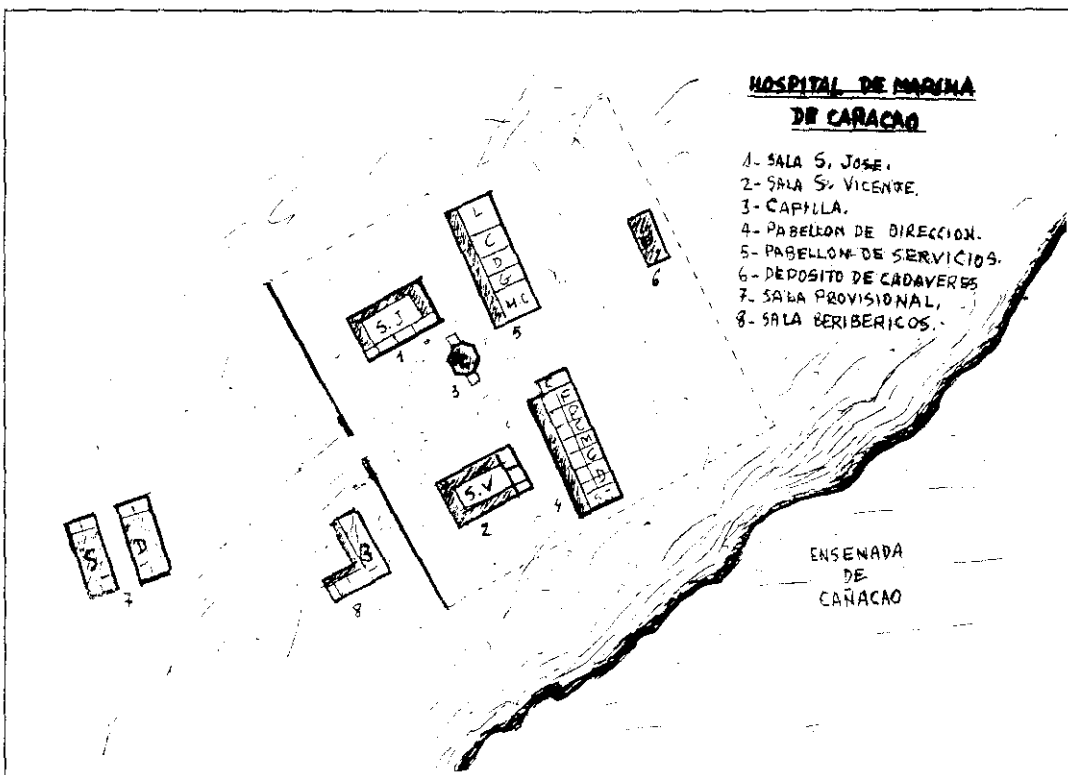 HOSPITAL DE MARINA
DE CAÑACAO
1- SALA S. JOSE.
2- SALA S. VICENTE.
3- CAPILLA.
4- PABELLON DE DIRECCION.
5- PABELLON DE SERVICIOS.
6- DEPOSITO DE CADAVERES
7- SALA PROVISIONAL.
8- SALA BERIBERICOS.
L
C
D
G
M.C
5
6
S.J
1
3
C
S.V
2
4
S
A
7
B
8
ENSENADA
DE
CAÑACAO